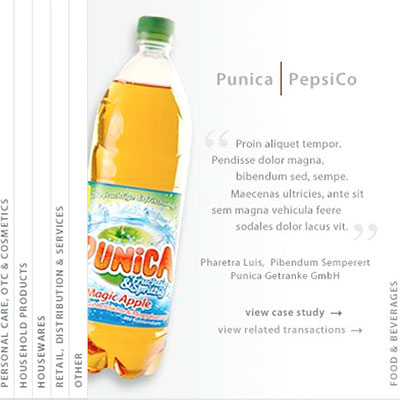 PERSONAL CARE, OTC & COSMETICS
HOUSEHOLD PRODUCTS
HOUSEWARES
RETAIL, DISTRIBUTION & SERVICES
OTHER
PUNiCA
& spritzig
Magic Apple
Punica | PepsiCo
“ Proin aliquet tempor.
Pendisse dolor magna,
bibendum sed, sempe.
Maecenas ultricies, ante sit
sem magna vehicula feere
sodales dolor lacus vit. ”
Pharetra Luis, Pibendum Semperert
Punica Getranke GmbH
view case study →
view related transactions →
FOOD & BEVERAGES